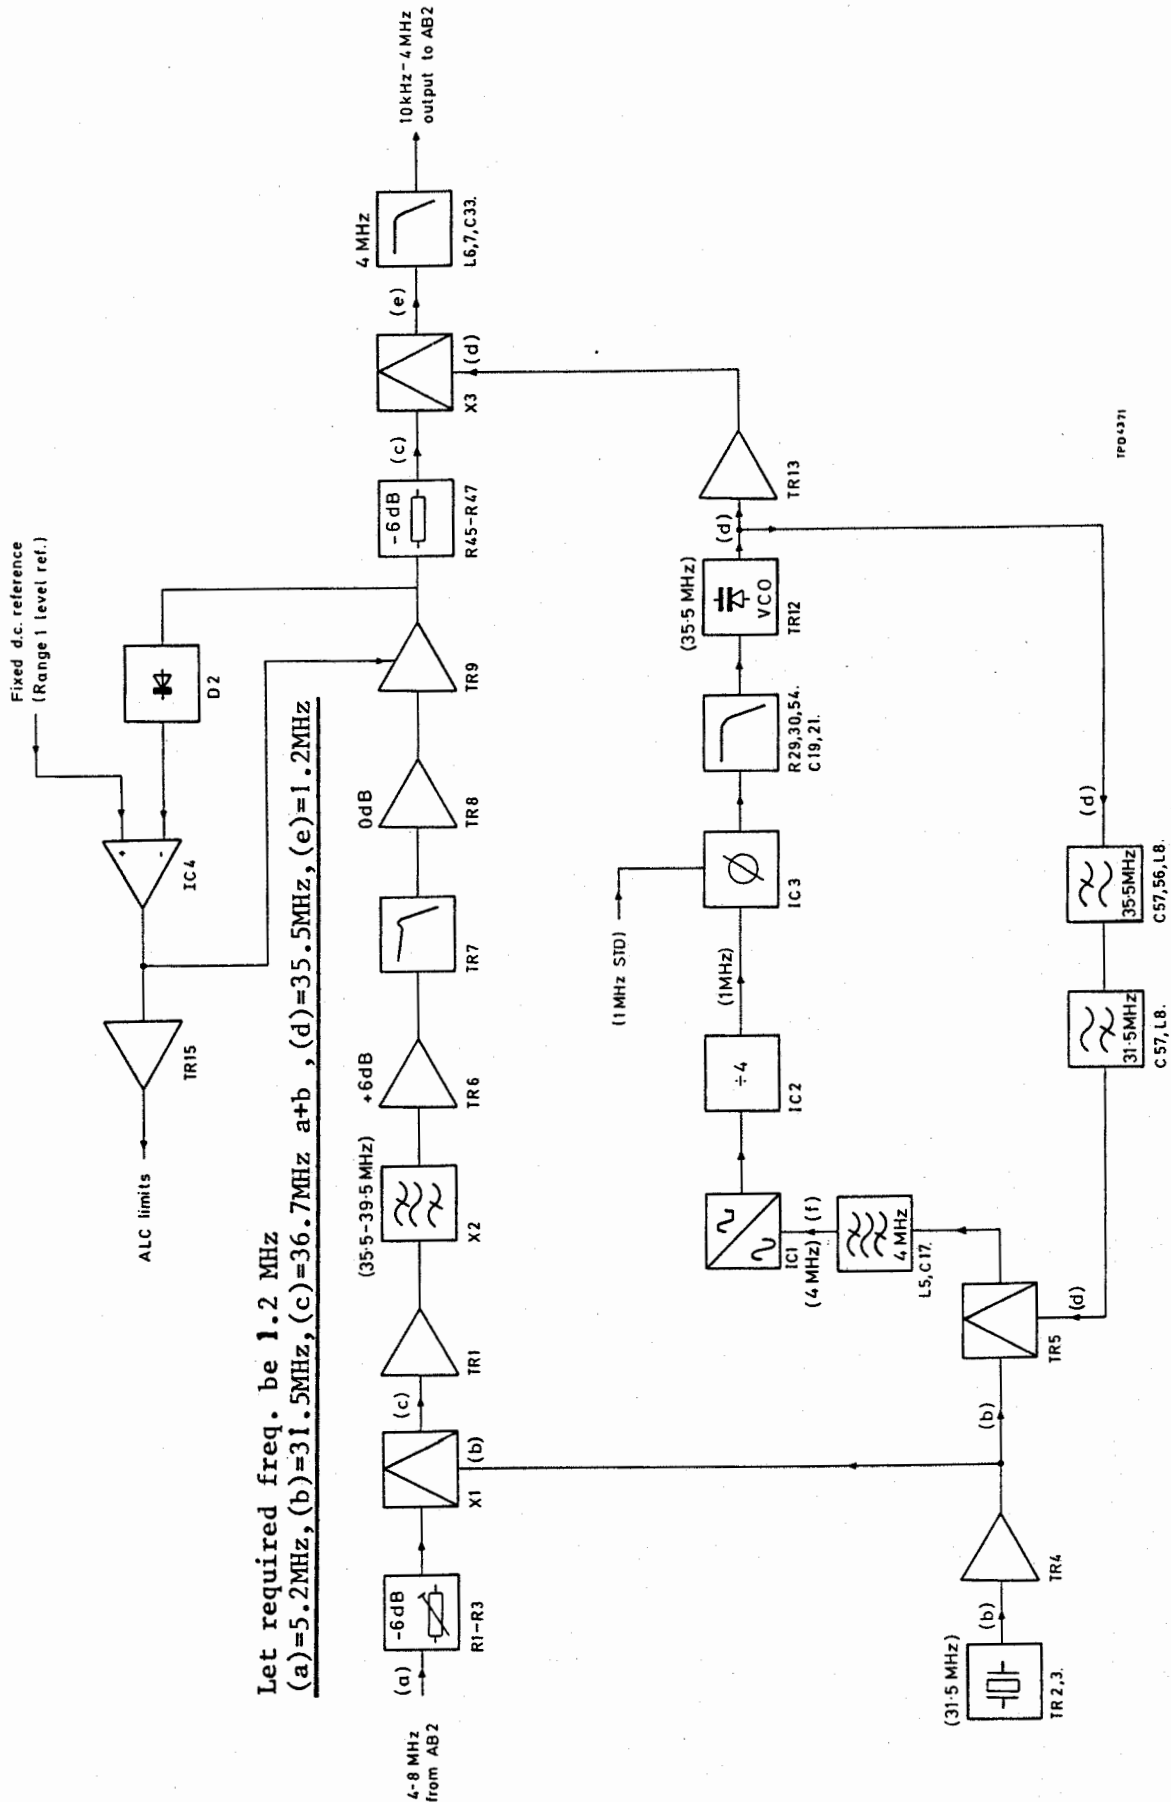 Fixed d.c. reference
(Range 1 level ref.)
ALC limits
TR15
IC4
+
-
D2
Let required freq. be 1.2 MHz
(a)=5.2MHz, (b)=31.5MHz, (c)=36.7MHz a+b , (d)=35.5MHz, (e)=1.2MHz
4-8 MHz
from AB2
(a)
-6dB
R1-R3
X1
(b)
(c)
TR1
(35·5-39·5 MHz)
X2
+6dB
TR6
TR7
0dB
TR8
TR9
-6dB
R45-R47
(c)
X3
(d)
(e)
4 MHz
L6,7,C33.
10kHz-4MHz
output to AB2
(31·5 MHz)
TR2,3.
(b)
TR4
(b)
TR5
(d)
4 MHz
L5,C17.
(4 MHz)
(f)
IC1
÷4
IC2
(1MHz)
(1MHz STD)
Ø
IC3
R29,30,54.
C19,21.
(35·5 MHz)
VCO
TR12
(d)
TR13
31·5MHz
C57,L8.
35·5MHz
C57,56,L8.
(d)
TPD4371